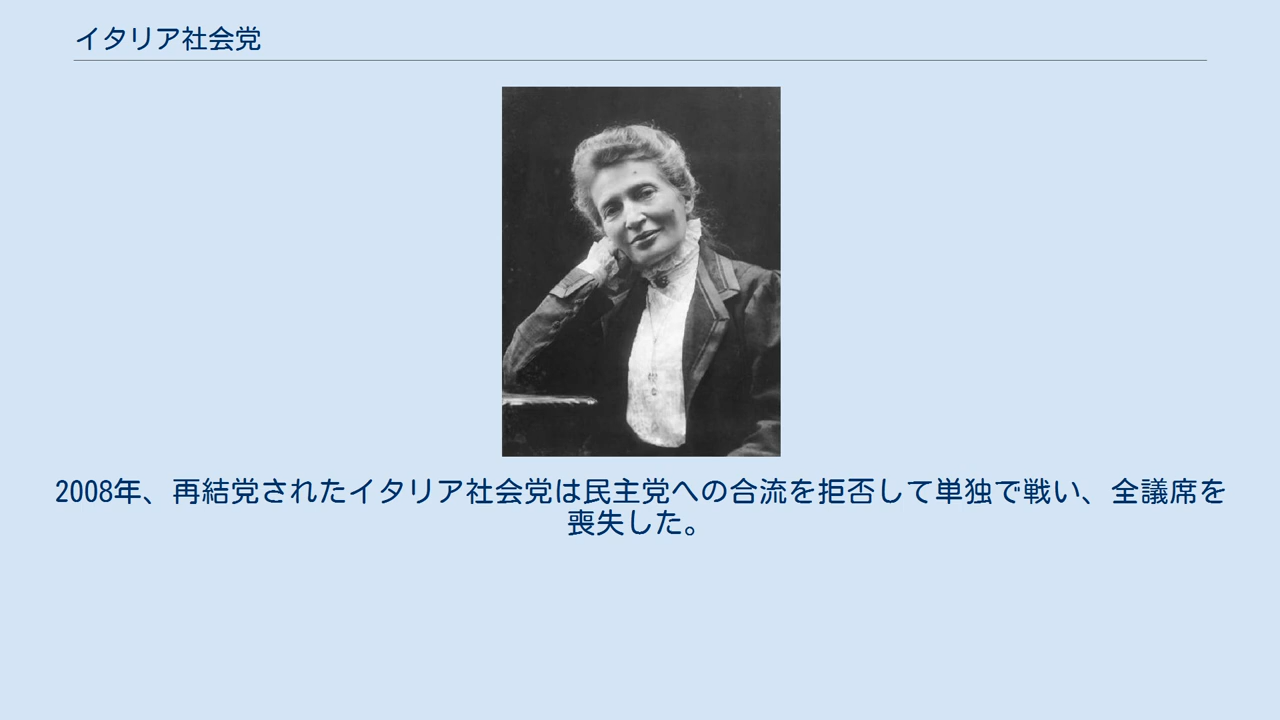 イタリア社会党
2008年、再結党されたイタリア社会党は民主党への合流を拒否して単独で戦い、全議席を
喪失した。